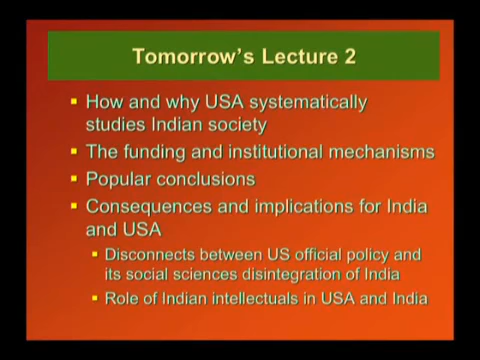 Tomorrow's Lecture 2
How and why USA systematically
studies Indian society
The funding and institutional mechanisms
Popular conclusions
Consequences and implications for India
and USA
Disconnects between US official policy and
its social sciences disintegration of India
Role of Indian intellectuals in USA and India